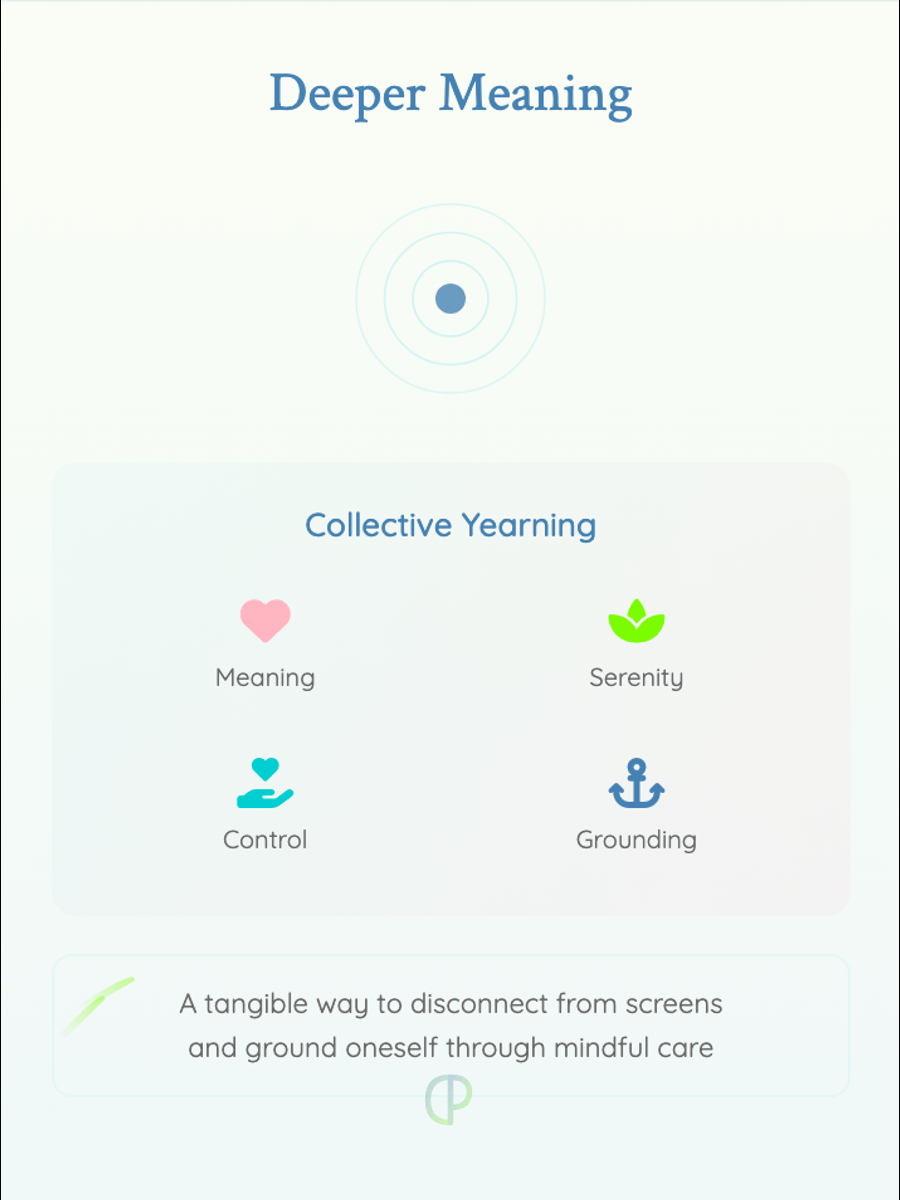 Deeper Meaning
Collective Yearning
Meaning
Serenity
Control
Grounding
A tangible way to disconnect from screens
and ground oneself through mindful care